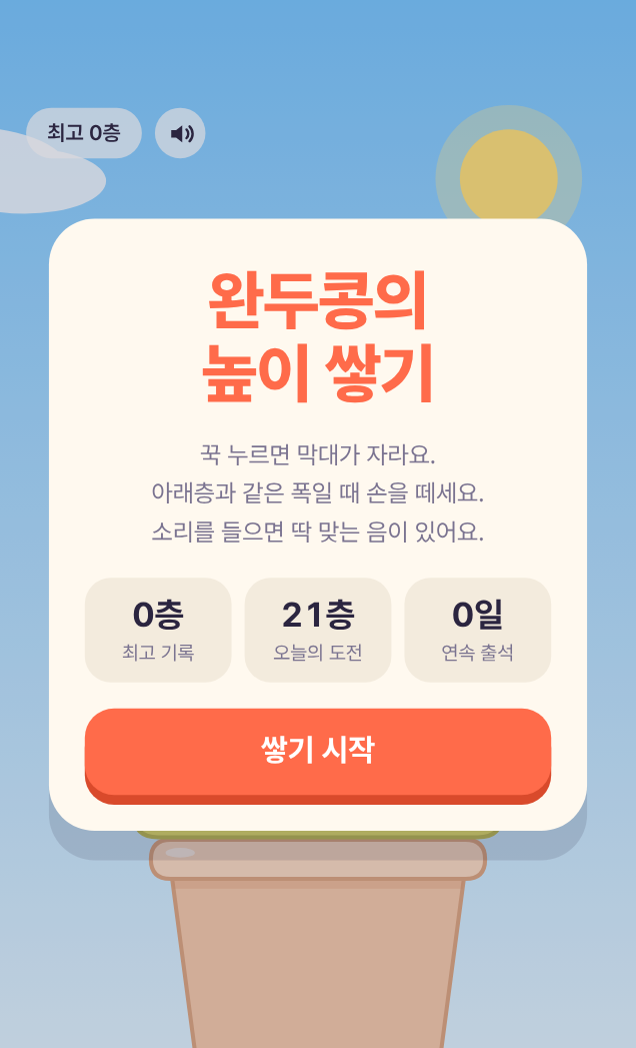 최고 0층
완두콩의
높이 쌓기
꾹 누르면 막대가 자라요.
아래층과 같은 폭일 때 손을 떼세요.
소리를 들으면 딱 맞는 음이 있어요.
0층 21층 0일
최고 기록 오늘의 도전 연속 출석
쌓기 시작